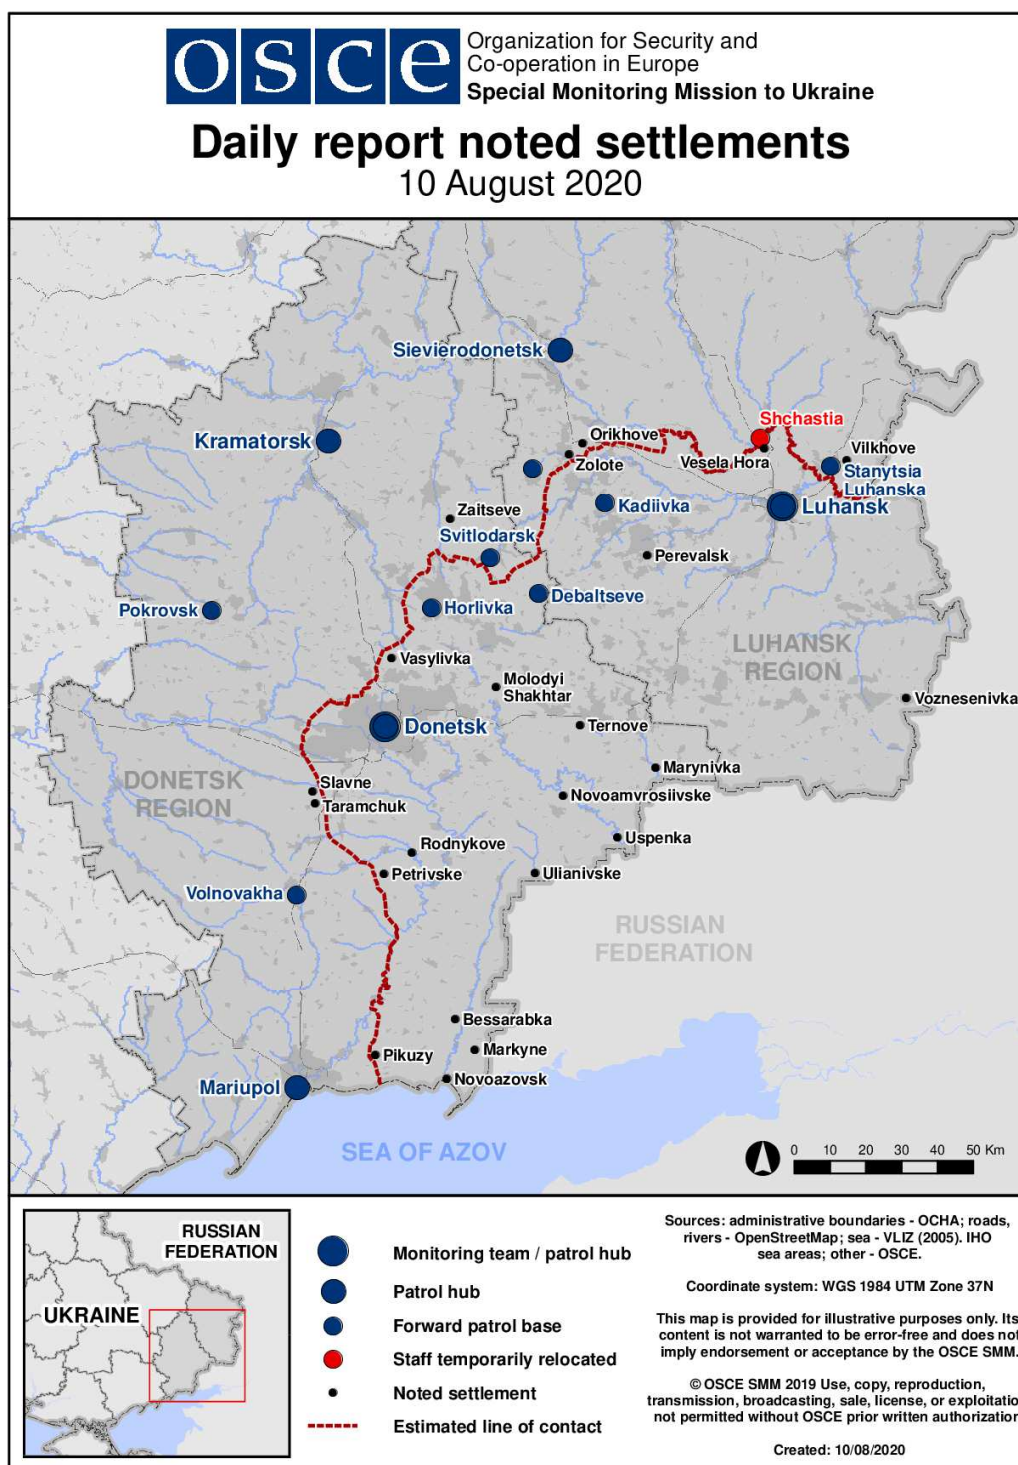 osce
Organization for Security and
Co-operation in Europe
Special Monitoring Mission to Ukraine
Daily report noted settlements
10 August 2020
Sievierodonetsk
Shchastia
Kramatorsk
Orikhove
Zolote
Vesela Hora
Vilkhove
Stanytsia
Luhanska
Kadiivka
Luhansk
Zaitseve
Svitlodarsk
Perevalsk
Debaltseve
Pokrovsk
Horlivka
LUHANSK
REGION
Vasylivka
Molodyi
Shakhtar
Voznesenivka
Donetsk
Ternove
Marynivka
DONETSK
REGION
Slavne
Taramchuk
Novoamvrosiivske
Uspenka
Rodnykove
Petrivske
Ulianivske
Volnovakha
RUSSIAN
FEDERATION
Bessarabka
Markyne
Pikuzy
Novoazovsk
Mariupol
SEA OF AZOV
0 10 20 30 40 50 Km
RUSSIAN
FEDERATION
UKRAINE
Monitoring team / patrol hub
Patrol hub
Forward patrol base
Staff temporarily relocated
Noted settlement
Estimated line of contact
Sources: administrative boundaries - OCHA; roads,
rivers - OpenStreetMap; sea - VLIZ (2005). IHO
sea areas; other - OSCE.
Coordinate system: WGS 1984 UTM Zone 37N
This map is provided for illustrative purposes only. Its
content is not warranted to be error-free and does not
imply endorsement or acceptance by the OSCE SMM.
© OSCE SMM 2019 Use, copy, reproduction,
transmission, broadcasting, sale, license, or exploitatio
not permitted without OSCE prior written authorization
Created: 10/08/2020